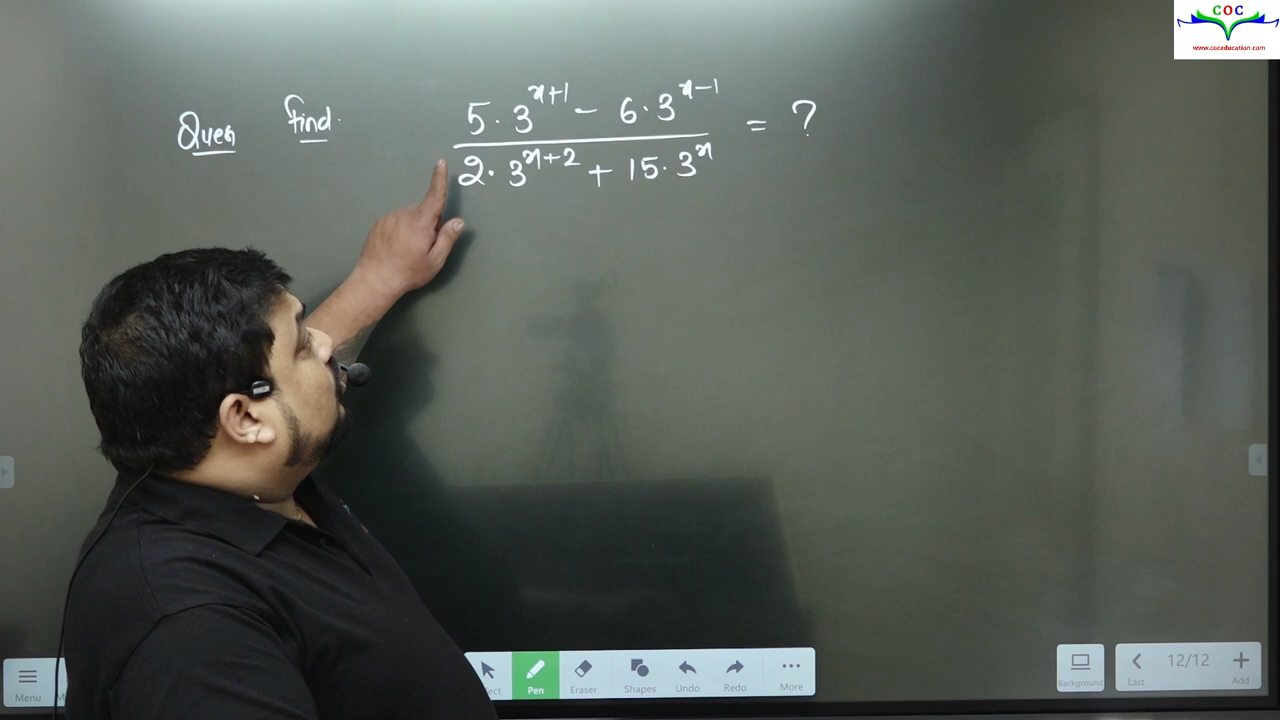 COC
www.coceducation.com
Ques Find. 5·3^(x+1) − 6·3^(x−1) = ?
2·3^(x+2) + 15·3^x
Menu
Pen
Eraser
Shapes
Undo
Redo
More
Background
Last
12/12
Add